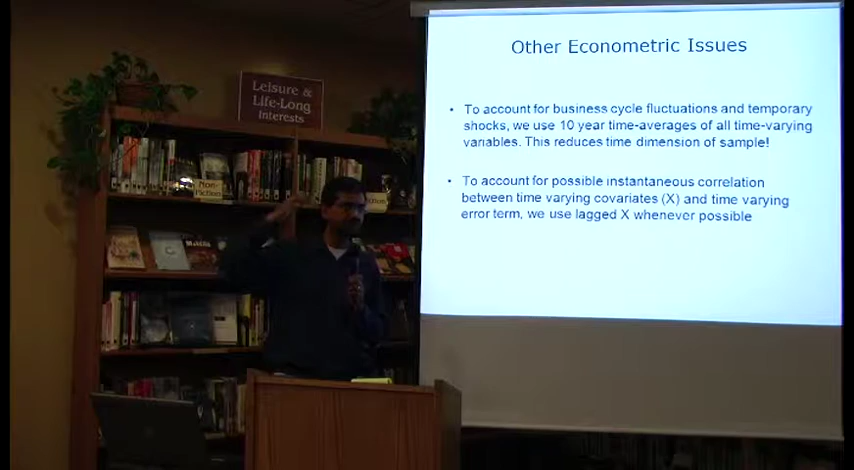 Leisure &
Life-Long
Interests
Non-
Fiction
Other Econometric Issues
• To account for business cycle fluctuations and temporary
shocks, we use 10 year time-averages of all time-varying
variables. This reduces time dimension of sample!
• To account for possible instantaneous correlation
between time varying covariates (X) and time varying
error term, we use lagged X whenever possible